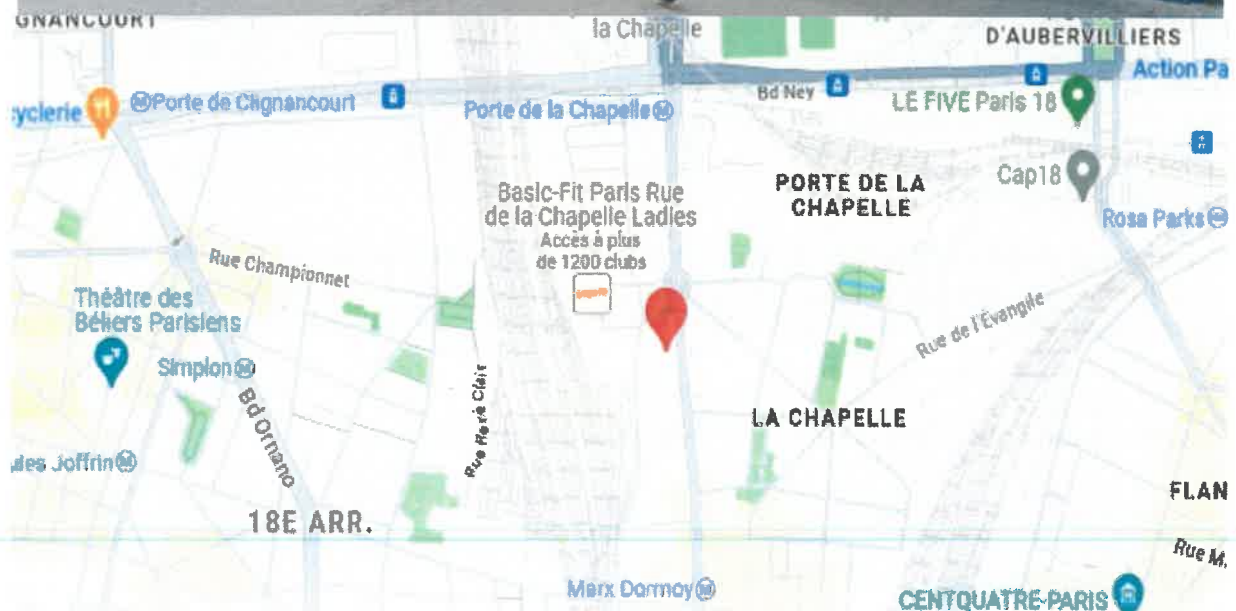 GNANCOURT
la Chapelle
D'AUBERVILLIERS
Action Pa
yclerie
Porte de Clignancourt
Porte de la Chapelle
Bd Ney
LE FIVE Paris 18
Cap18
PORTE DE LA
CHAPELLE
Rosa Parks
Basic-Fit Paris Rue
de la Chapelle Ladies
Accès à plus
de 1200 clubs
Rue Championnet
Théâtre des
Béliers Parisiens
Simplon
Bd Ornano
Rue René Clair
Rue de l'Évangile
LA CHAPELLE
ules Joffrin
18E ARR.
FLAN
Rue M.
Marx Dormoy
CENTQUATRE-PARIS